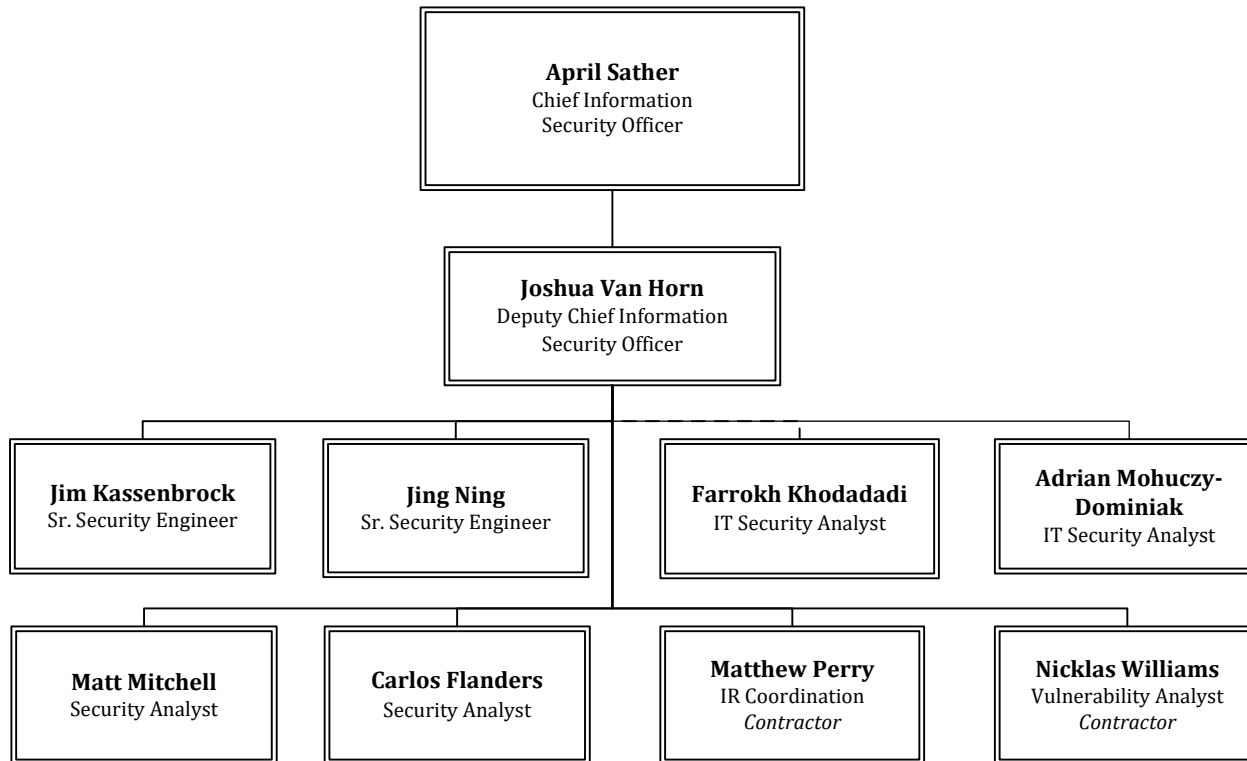 April Sather
Chief Information
Security Officer
Joshua Van Horn
Deputy Chief Information
Security Officer
Jim Kassenbrock
Sr. Security Engineer
Jing Ning
Sr. Security Engineer
Farrokh Khodadadi
IT Security Analyst
Adrian Mohuczy-
Dominiak
IT Security Analyst
Matt Mitchell
Security Analyst
Carlos Flanders
Security Analyst
Matthew Perry
IR Coordination
Contractor
Nicklas Williams
Vulnerability Analyst
Contractor